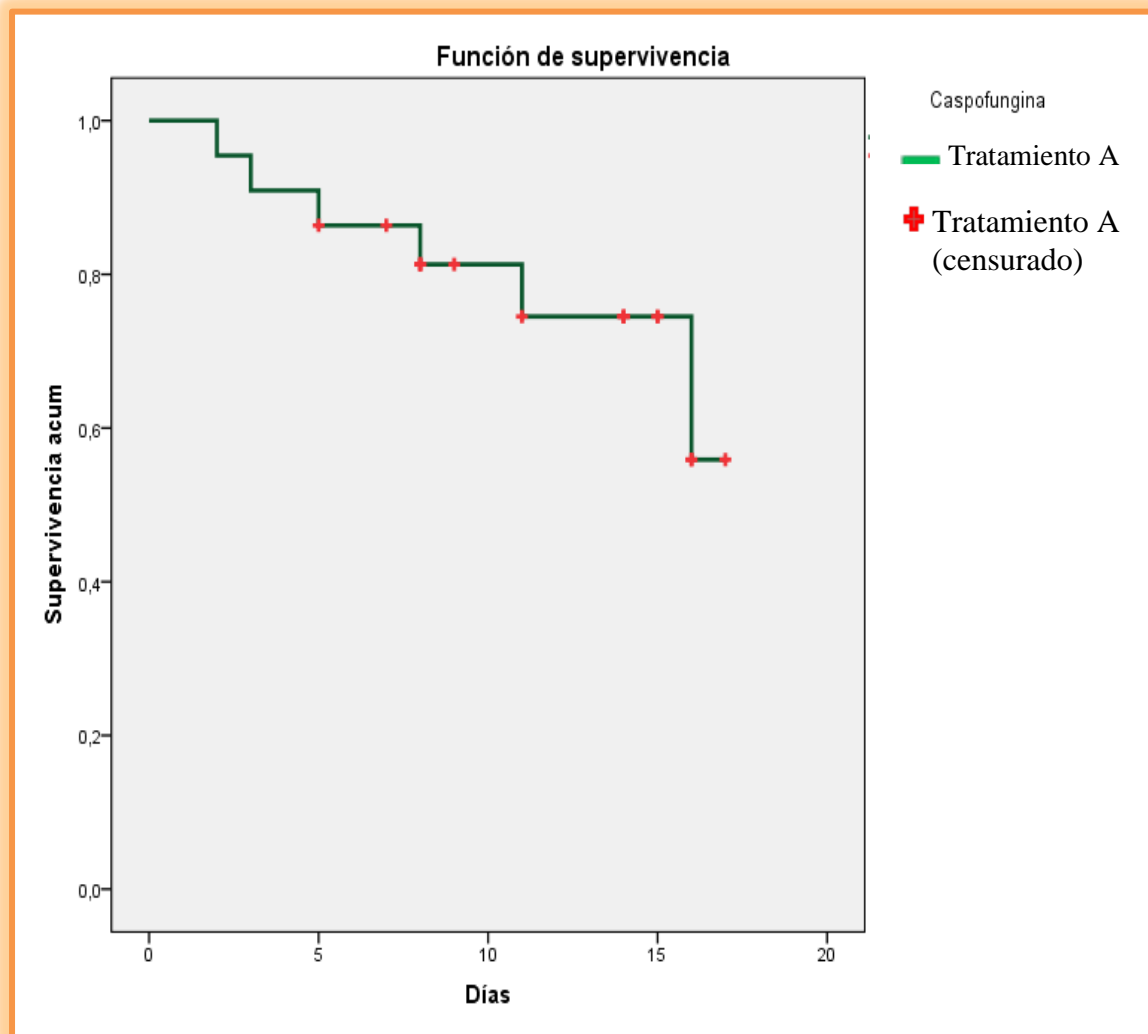 Función de supervivencia
Caspofungina
Tratamiento A
Tratamiento A
(censurado)
1,0
0,8
0,6
0,4
0,2
0,0
Supervivencia acum
0 5 10 15 20
Días